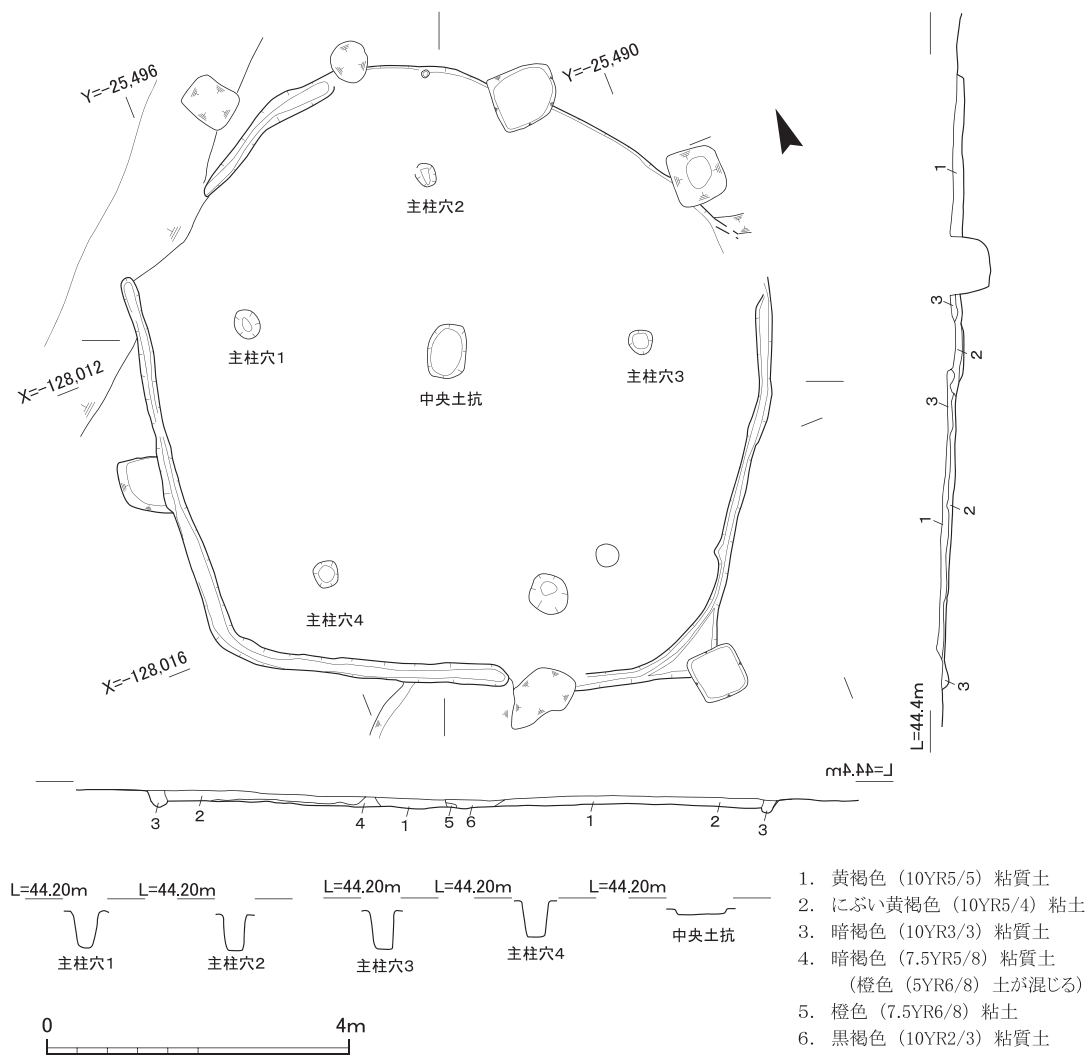 Y=-25,496
Y=-25,490
主柱穴2
主柱穴1
中央土坑
主柱穴3
X=-128,012
主柱穴4
X=-128,016
1
3
2
3
1
2
3
L=44.4m
L=44.4m
3
2
4
1
5
6
1
2
3
L=44.20m
L=44.20m
L=44.20m
L=44.20m
L=44.20m
主柱穴1
主柱穴2
主柱穴3
主柱穴4
中央土坑
0
4m
1. 黄褐色（10YR5/5）粘質土
2. にぶい黄褐色（10YR5/4）粘土
3. 暗褐色（10YR3/3）粘質土
4. 暗褐色（7.5YR5/8）粘質土
（橙色（5YR6/8）土が混じる）
5. 橙色（7.5YR6/8）粘土
6. 黒褐色（10YR2/3）粘質土